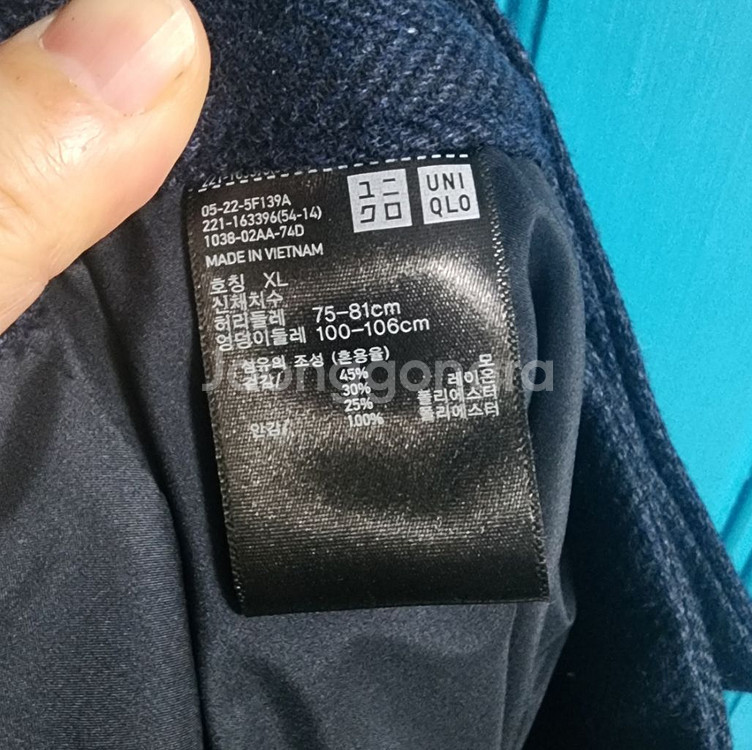 ユニクロ
UNIQLO
05-22-5F139A
221-163396(54-14)
1038-02AA-74D
MADE IN VIETNAM
호칭 XL
신체치수
허리둘레 75-81cm
엉덩이둘레 100-106cm
섬유의 조성 (혼용율)
겉감/ 45% 모
30% 레이온
25% 폴리에스터
안감/ 100% 폴리에스터
Joonggonara